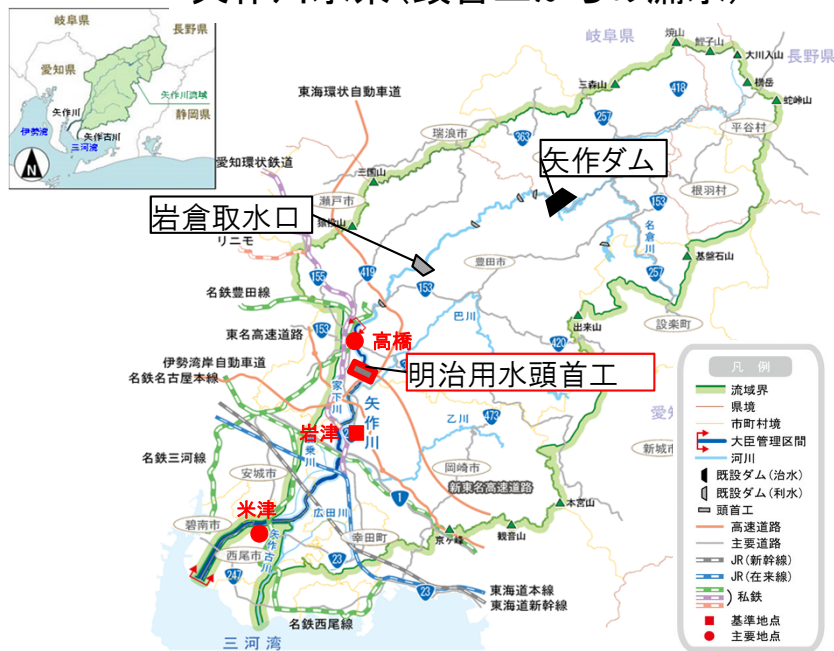 岐阜県
長野県
愛知県
矢作川流域
矢作川
静岡県
伊勢湾
矢作古川
三河湾
N
岐阜県
焼山
大川入山
長野県
三森山
418
横岳
蛇峠山
東海環状自動車道
257
平谷村
瑞浪市
363
矢作ダム
愛知環状鉄道
三国山
根羽村
瀬戸市
153
岩倉取水口
猿投山
名倉川
リニモ
豊田市
基盤石山
155
419
153
257
名鉄豊田線
巴川
設楽町
東名高速道路
153
高橋
出来山
420
伊勢湾岸自動車道
明治用水頭首工
名鉄名古屋本線
家下川
矢作川
乙川
473
岩津
名鉄三河線
安城市
岡崎市
新城市
新東名高速道路
1
本宮山
米津
広田川
碧南市
幸田町
京ヶ峰
観音山
矢作古川
西尾市
23
247
23
東海道本線
東海道新幹線
名鉄西尾線
三河湾
凡例
流域界
県境
市町村境
大臣管理区間
河川
既設ダム(治水)
既設ダム(利水)
頭首工
高速道路
主要道路
JR(新幹線)
JR(在来線)
私鉄
基準地点
主要地点